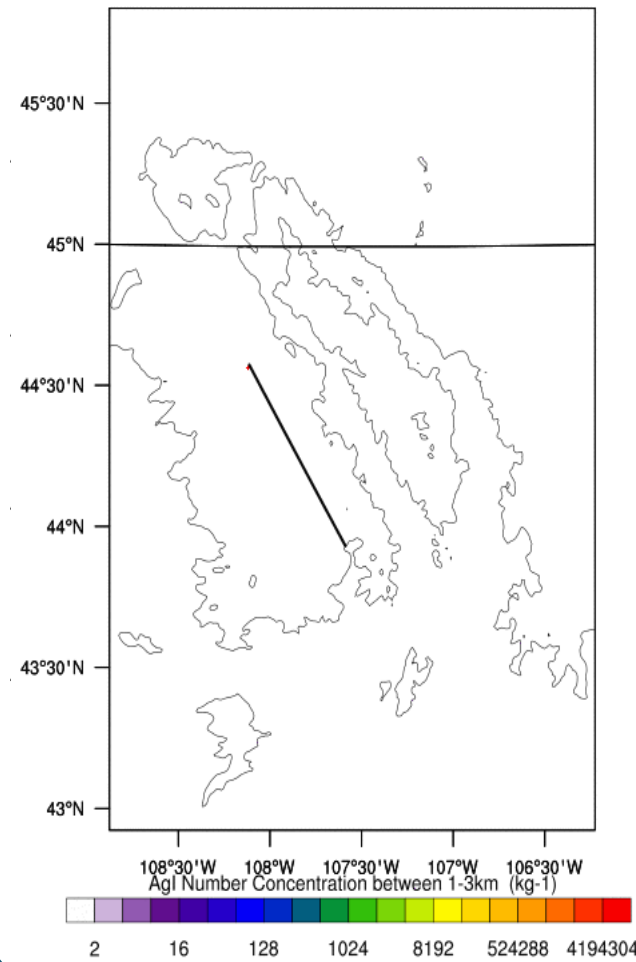 45°30'N
45°N
44°30'N
44°N
43°30'N
43°N
108°30'W 108°W 107°30'W 107°W 106°30'W
AgI Number Concentration between 1-3km (kg-1)
2 16 128 1024 8192 524288 4194304